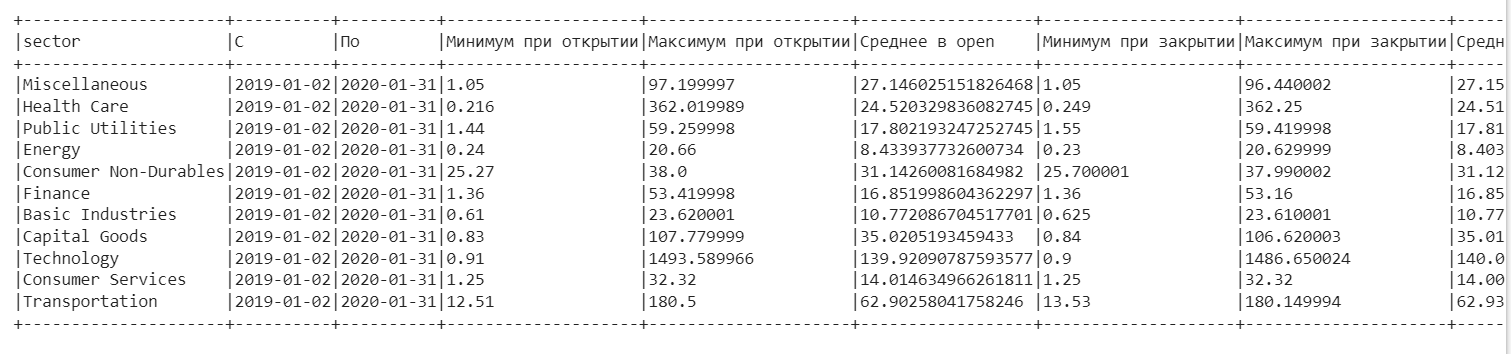 +--------------------+----------+----------+-------------------+--------------------+------------------+-------------------+--------------------+-----
|sector              |С         |По        |Минимум при открытии|Максимум при открытии|Среднее в open    |Минимум при закрытии|Максимум при закрытии|Средн
+--------------------+----------+----------+-------------------+--------------------+------------------+-------------------+--------------------+-----
|Miscellaneous       |2019-01-02|2020-01-31|1.05               |97.199997           |27.146025151826468|1.05               |96.440002           |27.15
|Health Care         |2019-01-02|2020-01-31|0.216              |362.019989          |24.520329836082745|0.249              |362.25              |24.51
|Public Utilities    |2019-01-02|2020-01-31|1.44               |59.259998           |17.802193247252745|1.55               |59.419998           |17.81
|Energy              |2019-01-02|2020-01-31|0.24               |20.66               |8.433937732600734 |0.23               |20.629999           |8.403
|Consumer Non-Durables|2019-01-02|2020-01-31|25.27              |38.0                |31.14260081684982 |25.700001          |37.990002           |31.12
|Finance             |2019-01-02|2020-01-31|1.36               |53.419998           |16.851998604362297|1.36               |53.16               |16.85
|Basic Industries    |2019-01-02|2020-01-31|0.61               |23.620001           |10.772086704517701|0.625              |23.610001           |10.77
|Capital Goods       |2019-01-02|2020-01-31|0.83               |107.779999          |35.0205193459433  |0.84               |106.620003          |35.01
|Technology          |2019-01-02|2020-01-31|0.91               |1493.589966         |139.92090787593577|0.9                |1486.650024         |140.0
|Consumer Services   |2019-01-02|2020-01-31|1.25               |32.32               |14.014634966261811|1.25               |32.32               |14.00
|Transportation      |2019-01-02|2020-01-31|12.51              |180.5               |62.90258041758246 |13.53              |180.149994          |62.93
+--------------------+----------+----------+-------------------+--------------------+------------------+-------------------+--------------------+-----